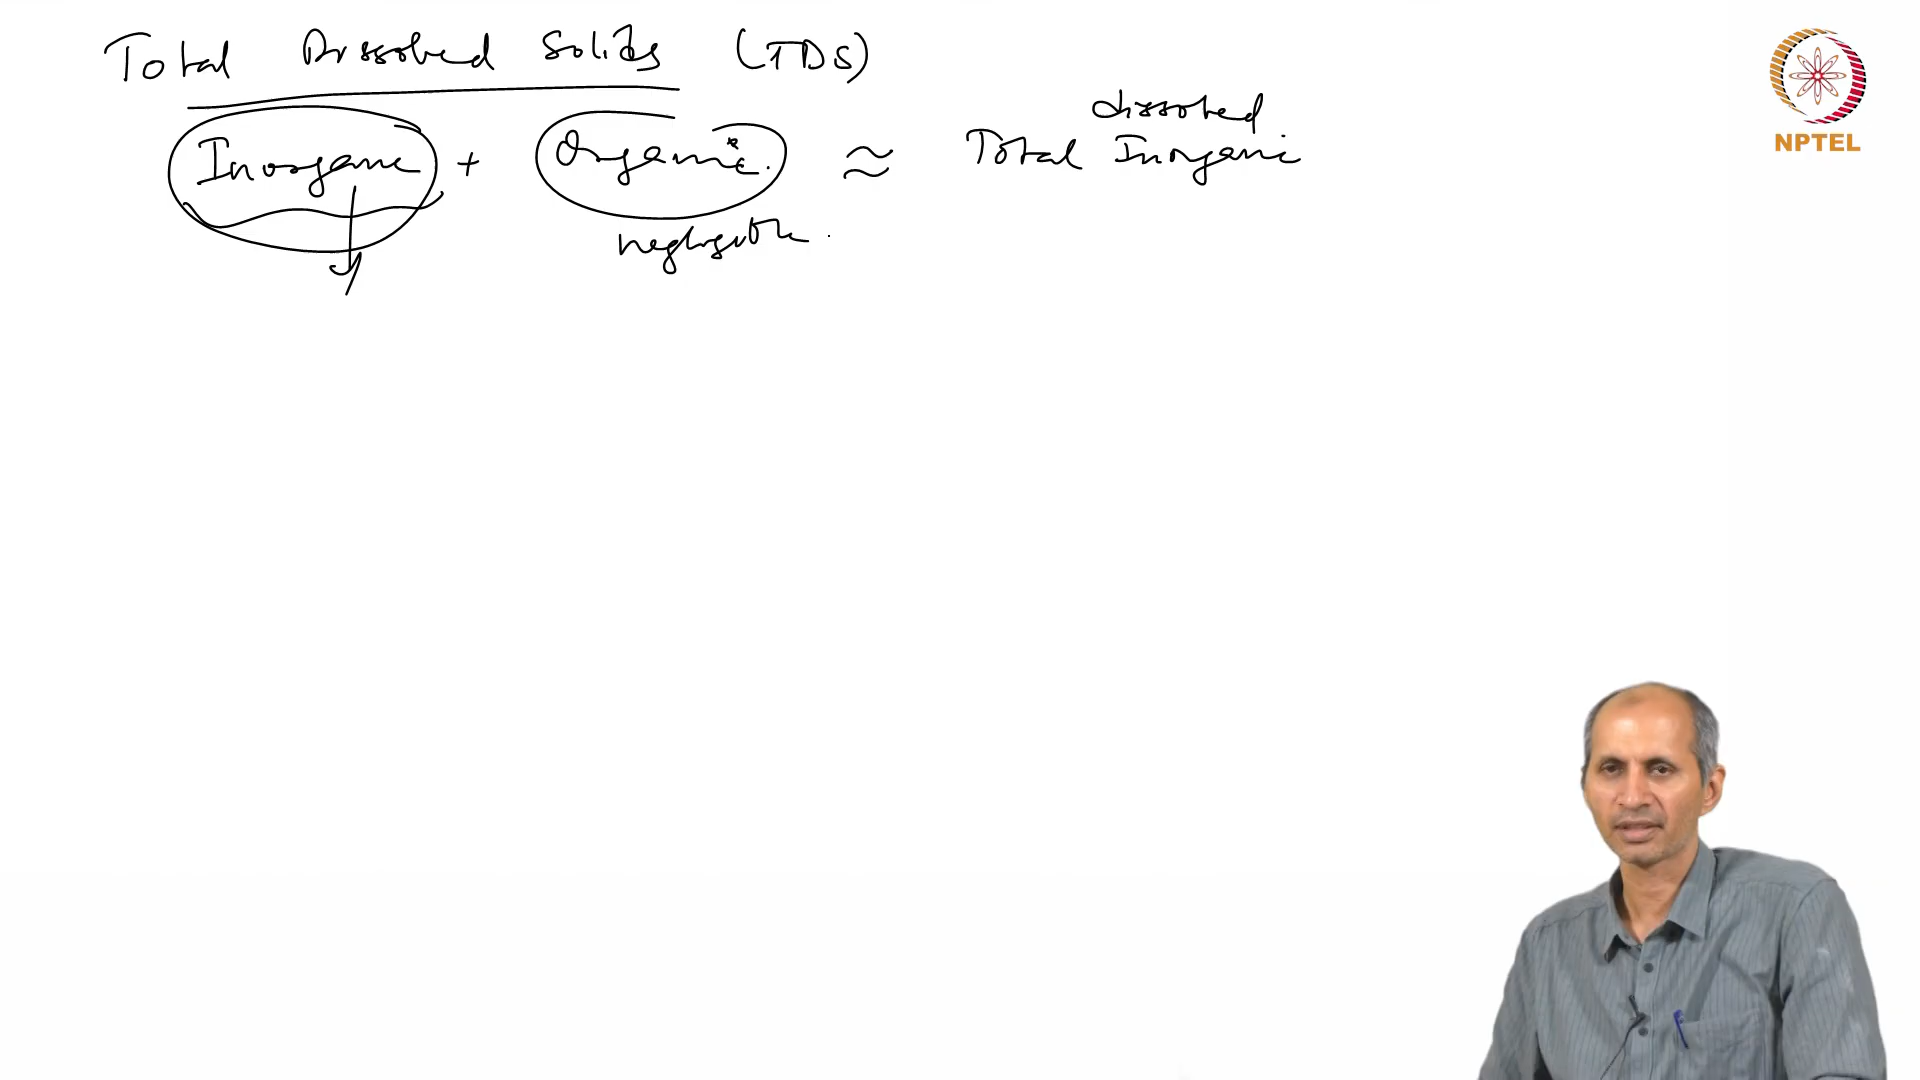 Total Dissolved Solids (TDS)
dissolved
Inorganic + Organic. ≈ Total Inorganic
negligible.
NPTEL